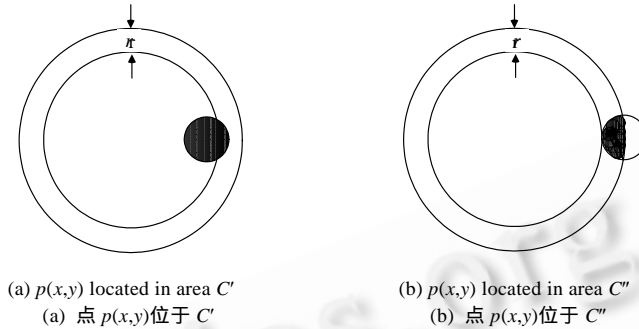 r
r
(a) p(x,y) located in area C′
(b) p(x,y) located in area C″
(a) 点 p(x,y)位于 C′
(b) 点 p(x,y)位于 C″